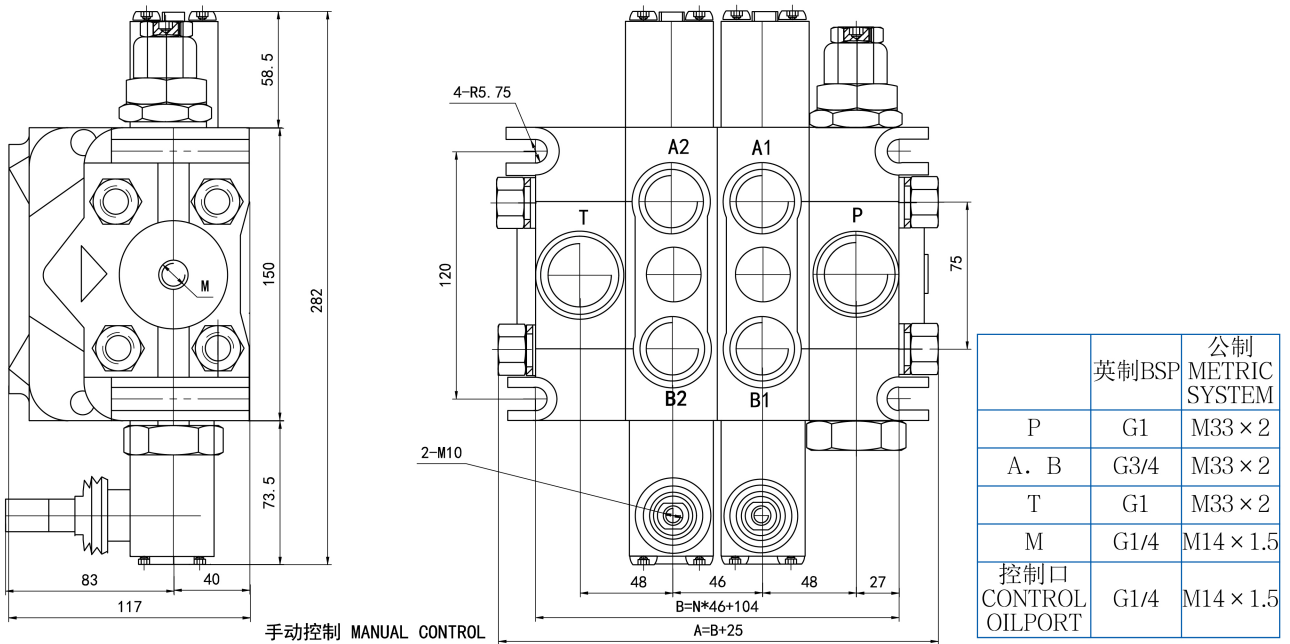 58.5
150
282
73.5
M
83
40
117
手动控制 MANUAL CONTROL
4-R5.75
A2
A1
T
P
120
75
B2
B1
2-M10
48
46
48
27
B=N*46+104
A=B+25
英制BSP
公制
METRIC
SYSTEM
P
G1
M33×2
A. B
G3/4
M33×2
T
G1
M33×2
M
G1/4
M14×1.5
控制口
CONTROL
OILPORT
G1/4
M14×1.5